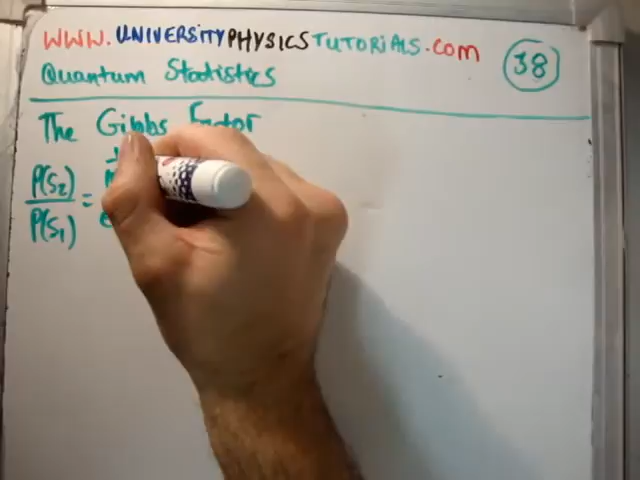 WWW.UNIVERSITYPHYSICSTUTORIALS.COM
38
Quantum Statistics
The Gibbs Factor
P(S₂)
=
P(S₁)